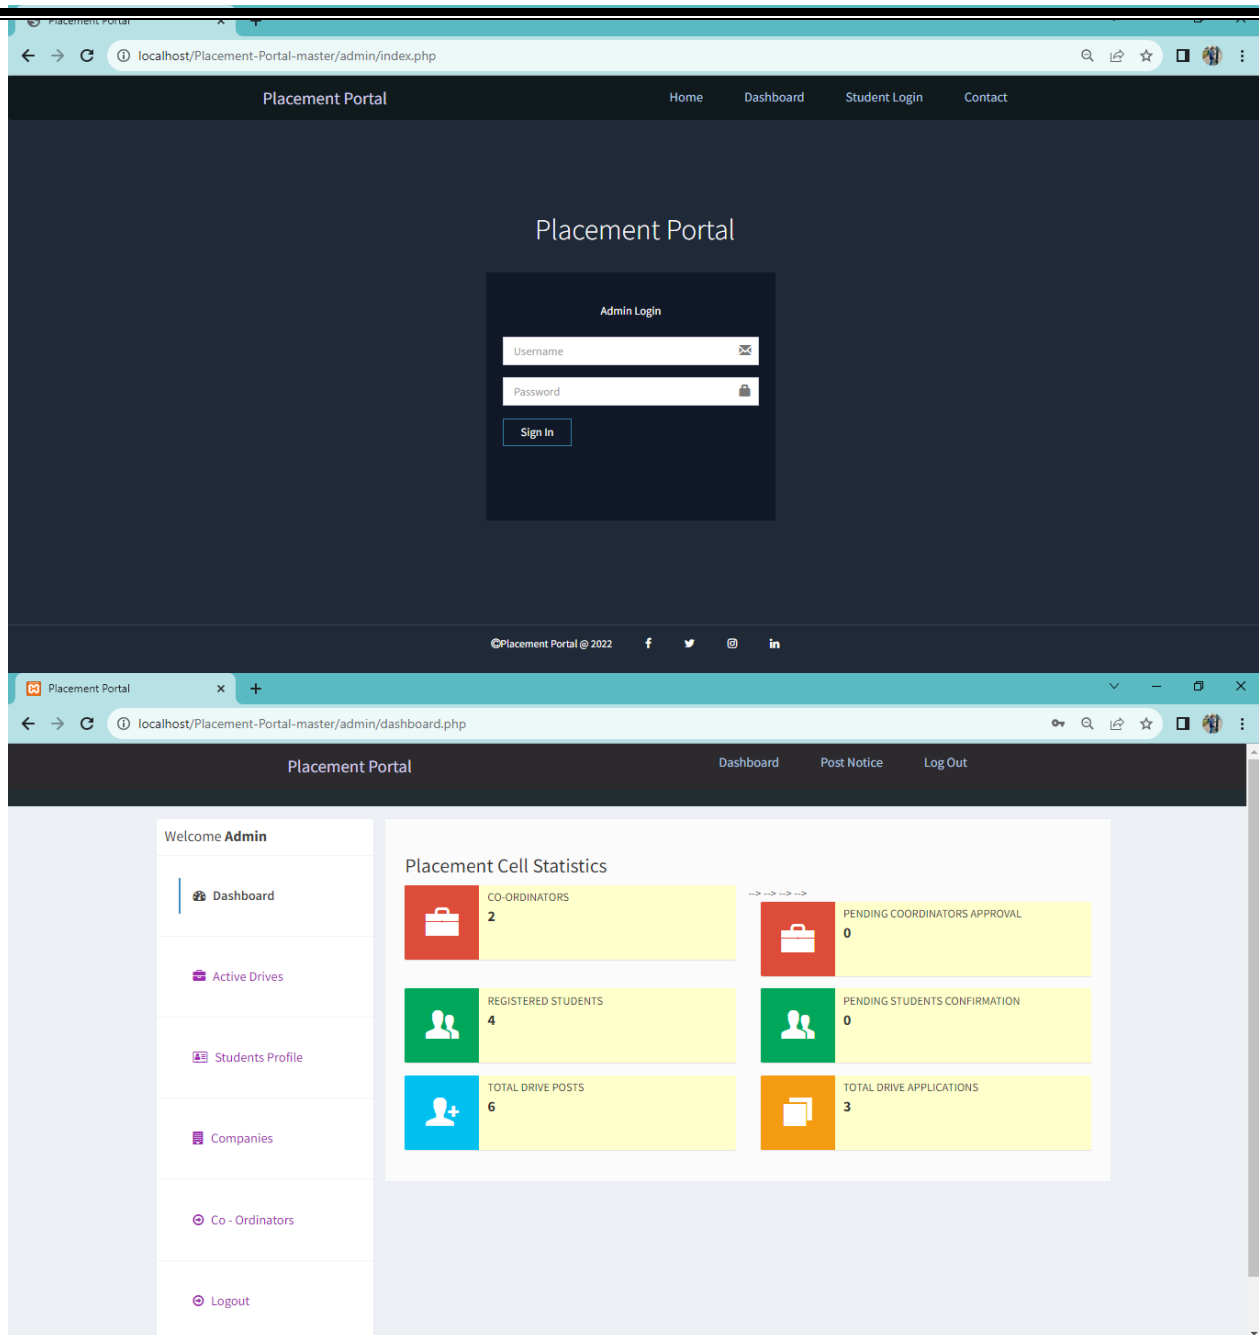 Placement Portal
localhost/Placement-Portal-master/admin/index.php
Placement Portal Home Dashboard Student Login Contact
Placement Portal
Admin Login
Username
Password
Sign In
©Placement Portal @ 2022
Placement Portal
localhost/Placement-Portal-master/admin/dashboard.php
Placement Portal Dashboard Post Notice Log Out
Welcome Admin
Dashboard
Active Drives
Students Profile
Companies
Co - Ordinators
Logout
Placement Cell Statistics
CO-ORDINATORS
2
--> --> --> -->
PENDING COORDINATORS APPROVAL
0
REGISTERED STUDENTS
4
PENDING STUDENTS CONFIRMATION
0
TOTAL DRIVE POSTS
6
TOTAL DRIVE APPLICATIONS
3